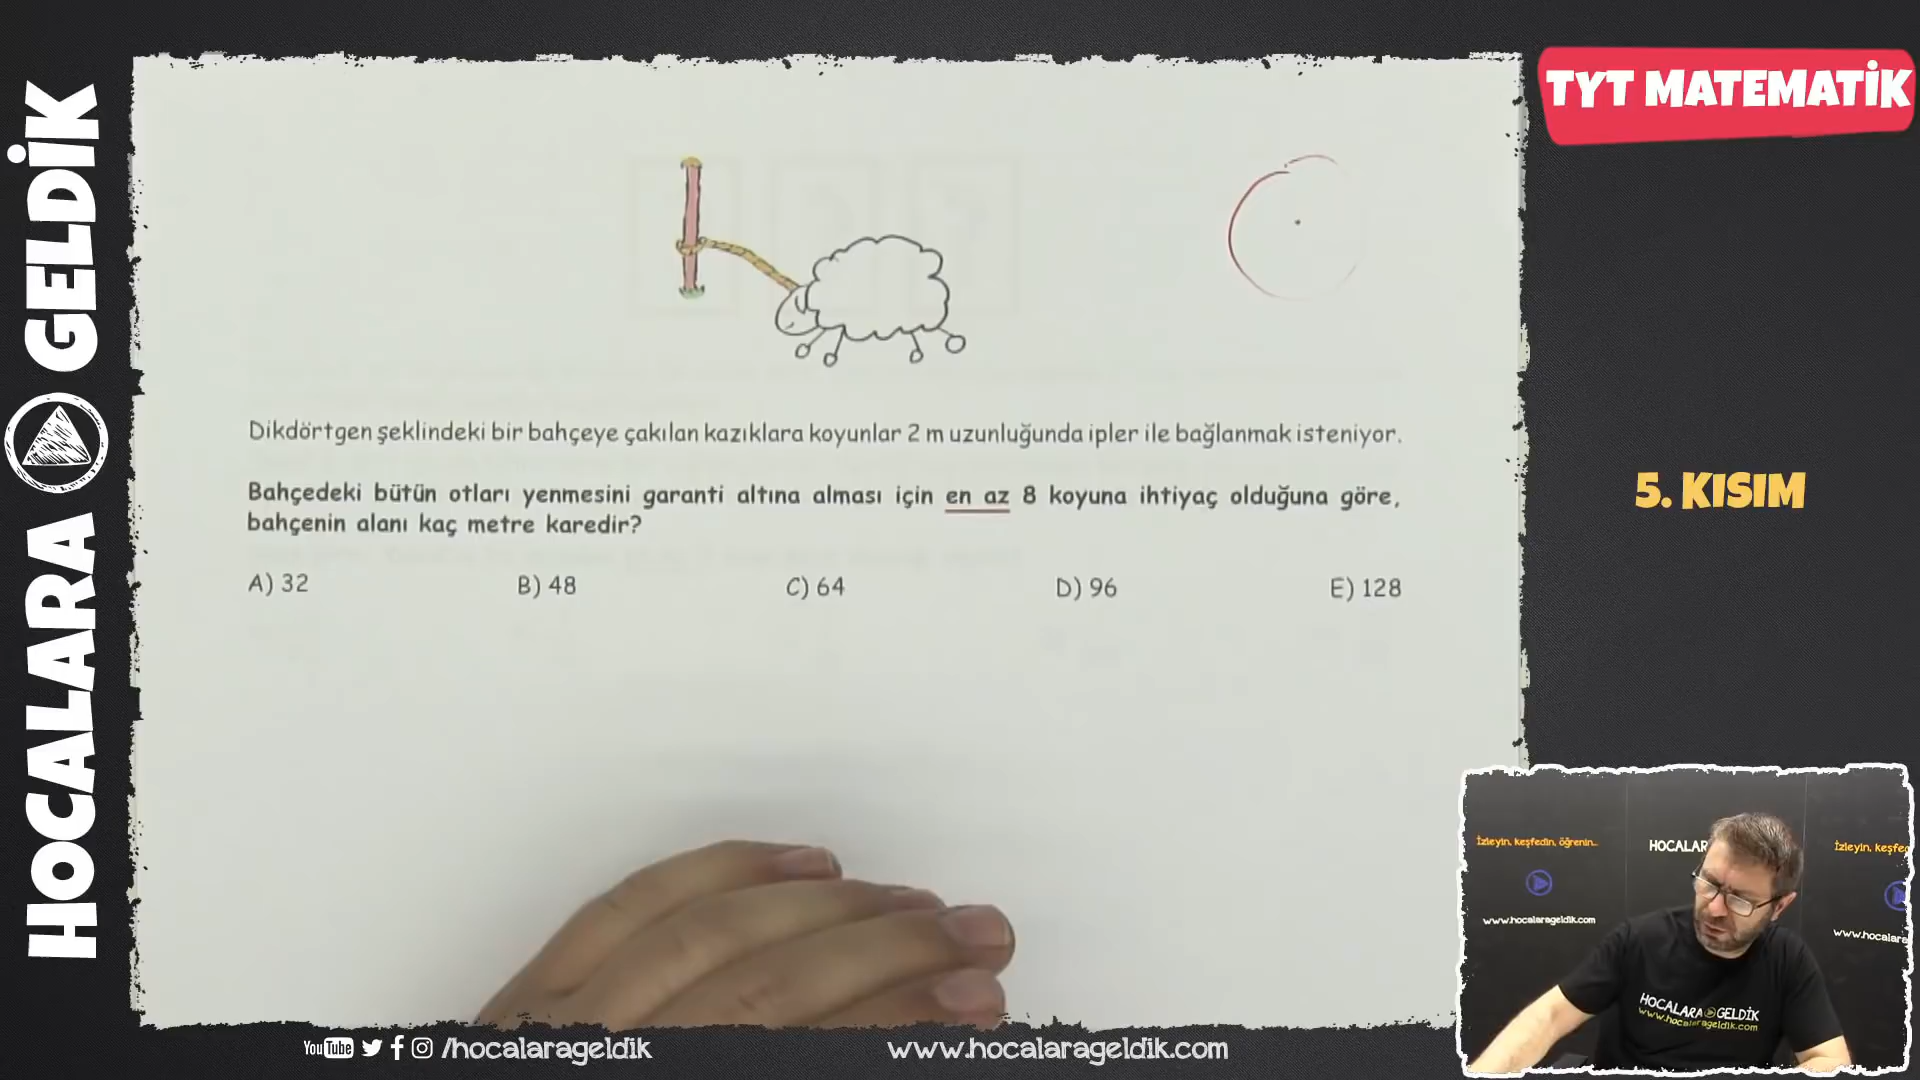 HOCALARA GELDİK
TYT MATEMATİK
Dikdörtgen şeklindeki bir bahçeye çakılan kazıklara koyunlar 2 m uzunluğunda ipler ile bağlanmak isteniyor.
Bahçedeki bütün otları yenmesini garanti altına alması için en az 8 koyuna ihtiyaç olduğuna göre,
bahçenin alanı kaç metre karedir?
A) 32 B) 48 C) 64 D) 96 E) 128
5. KISIM
İzleyin, keşfedin, öğrenin..
HOCALAR
İzleyin, keşfed
www.hocalarageldik.com
www.hocalara
HOCALARA GELDİK
www.hocalarageldik.com
YouTube /hocalarageldik
www.hocalarageldik.com